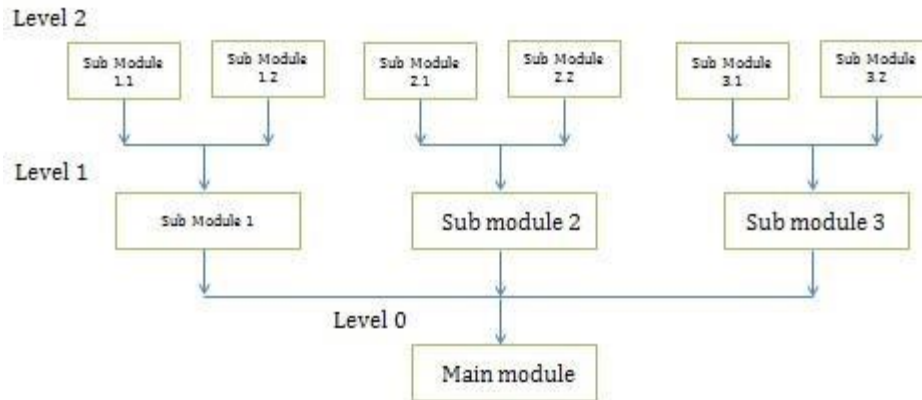 Level 2
Sub Module
1.1
Sub Module
1.2
Sub Module
2.1
Sub Module
2.2
Sub Module
3.1
Sub Module
3.2
Level 1
Sub Module 1
Sub module 2
Sub module 3
Level 0
Main module